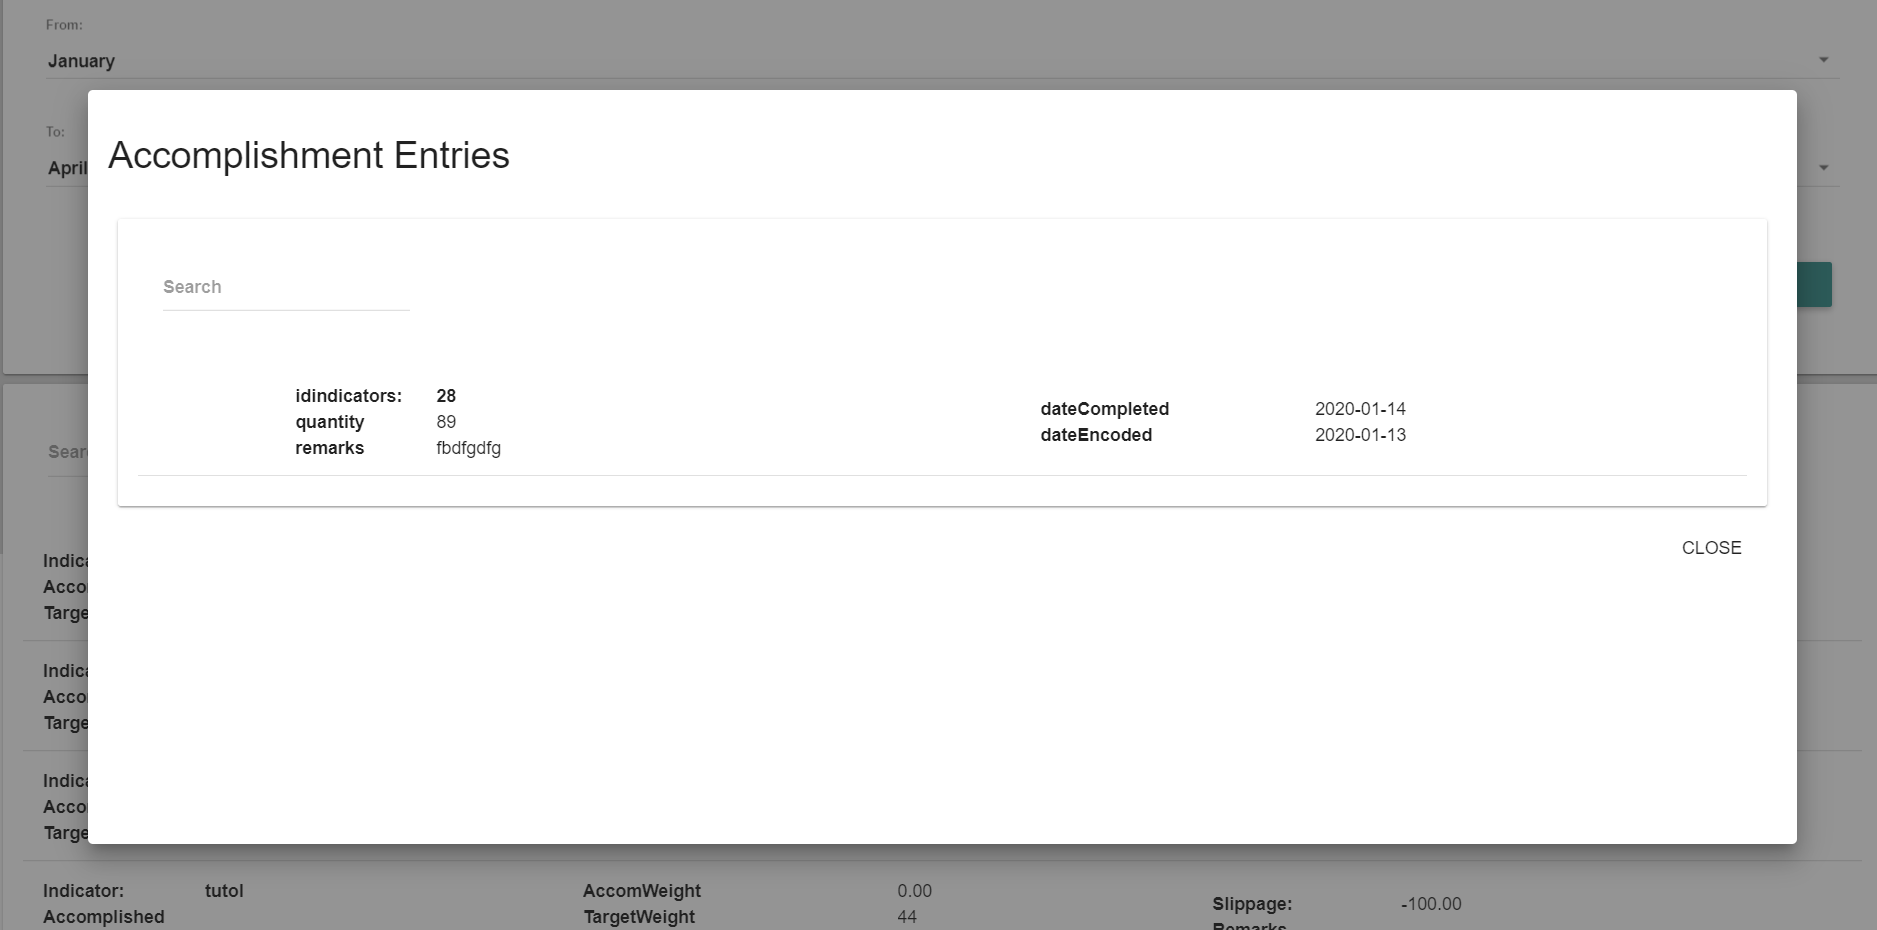 From:
January
To:
April
Accomplishment Entries
Search
idindicators: 28
quantity 89
remarks fbdfgdfg
dateCompleted 2020-01-14
dateEncoded 2020-01-13
CLOSE
Indicator: tutol
Accomplished
AccomWeight 0.00
TargetWeight 44
Slippage: -100.00
Remarks